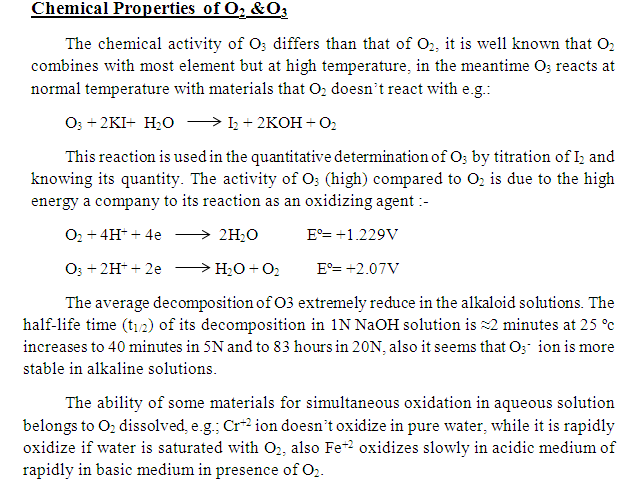 Chemical Properties of O₂ &O₃
The chemical activity of O₃ differs than that of O₂, it is well known that O₂
combines with most element but at high temperature, in the meantime O₃ reacts at
normal temperature with materials that O₂ doesn't react with e.g.:
O₃ + 2KI+ H₂O ⟶ I₂ + 2KOH + O₂
This reaction is used in the quantitative determination of O₃ by titration of I₂ and
knowing its quantity. The activity of O₃ (high) compared to O₂ is due to the high
energy a company to its reaction as an oxidizing agent :-
O₂ + 4H⁺ + 4e ⟶ 2H₂O E°= +1.229V
O₃ + 2H⁺ + 2e ⟶ H₂O + O₂ E°= +2.07V
The average decomposition of O3 extremely reduce in the alkaloid solutions. The
half-life time (t₁/₂) of its decomposition in 1N NaOH solution is ≈2 minutes at 25 °c
increases to 40 minutes in 5N and to 83 hours in 20N, also it seems that O₃⁻ ion is more
stable in alkaline solutions.
The ability of some materials for simultaneous oxidation in aqueous solution
belongs to O₂ dissolved, e.g.; Cr⁺² ion doesn't oxidize in pure water, while it is rapidly
oxidize if water is saturated with O₂, also Fe⁺² oxidizes slowly in acidic medium of
rapidly in basic medium in presence of O₂.